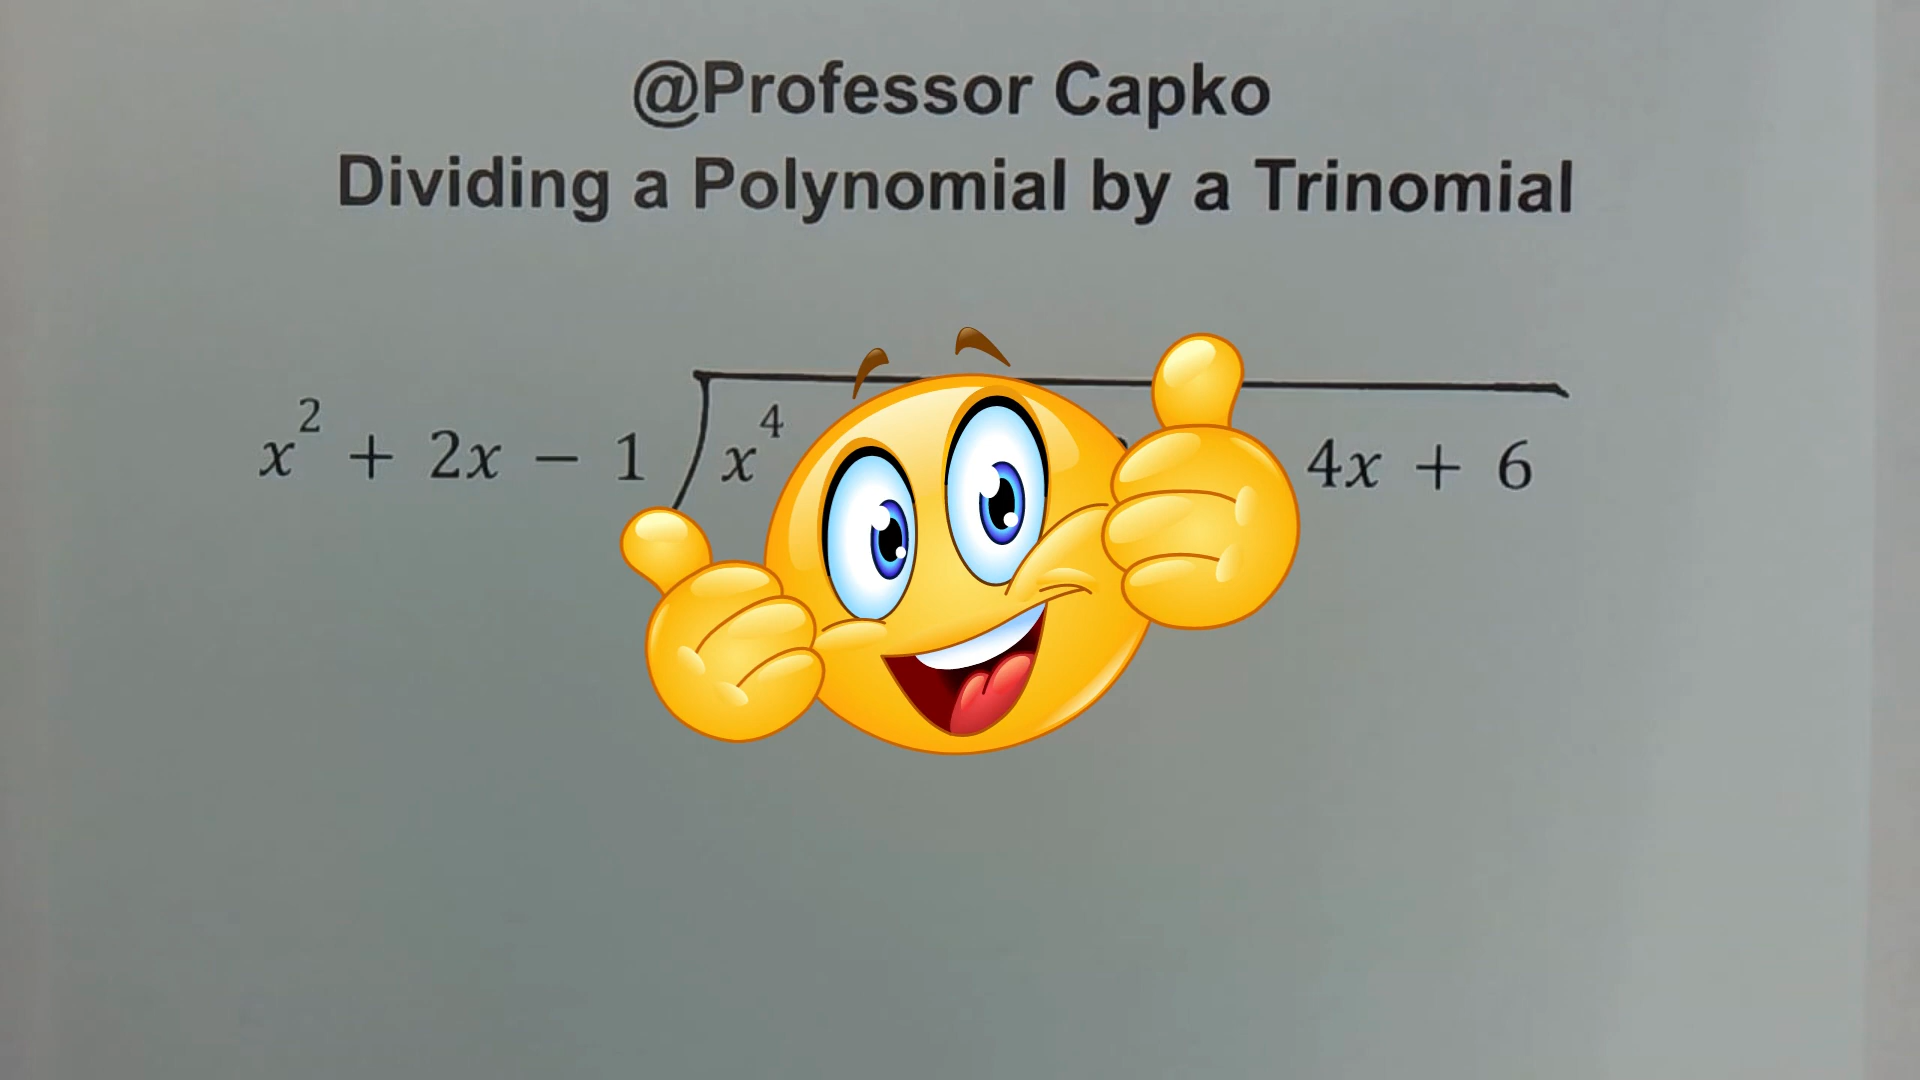 @Professor Capko
Dividing a Polynomial by a Trinomial
x² + 2x − 1 x⁴ 4x + 6